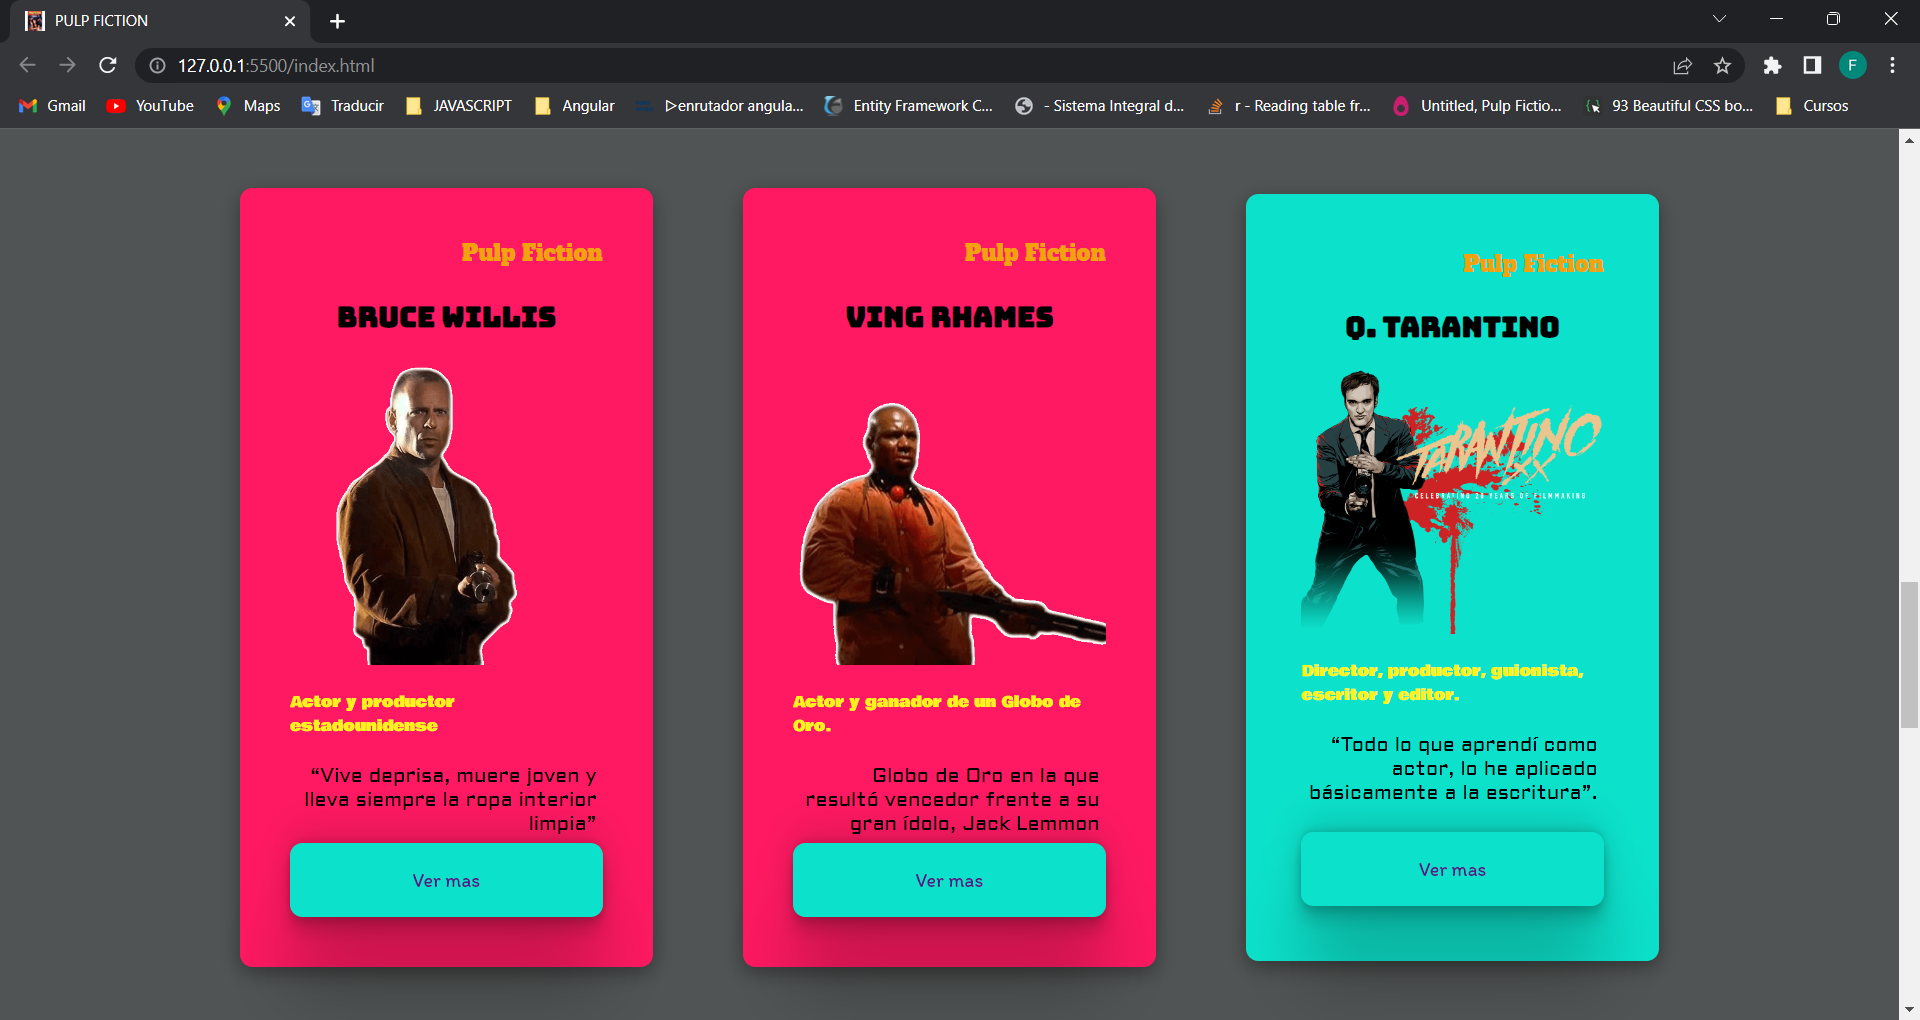 PULP FICTION
127.0.0.1:5500/index.html
F
Gmail
YouTube
Maps
Traducir
JAVASCRIPT
Angular
enrutador angula...
Entity Framework C...
- Sistema Integral d...
r - Reading table fr...
Untitled, Pulp Fictio...
93 Beautiful CSS bo...
Cursos
Pulp Fiction
BRUCE WILLIS
Actor y productor
estadounidense
“Vive deprisa, muere joven y
lleva siempre la ropa interior
limpia”
Ver mas
Pulp Fiction
VING RHAMES
Actor y ganador de un Globo de
Oro.
Globo de Oro en la que
resultó vencedor frente a su
gran ídolo, Jack Lemmon
Ver mas
Pulp Fiction
Q. TARANTINO
TARANTINO
XX
CELEBRATING 20 YEARS OF FILMMAKING
Director, productor, guionista,
escritor y editor.
“Todo lo que aprendí como
actor, lo he aplicado
básicamente a la escritura”.
Ver mas